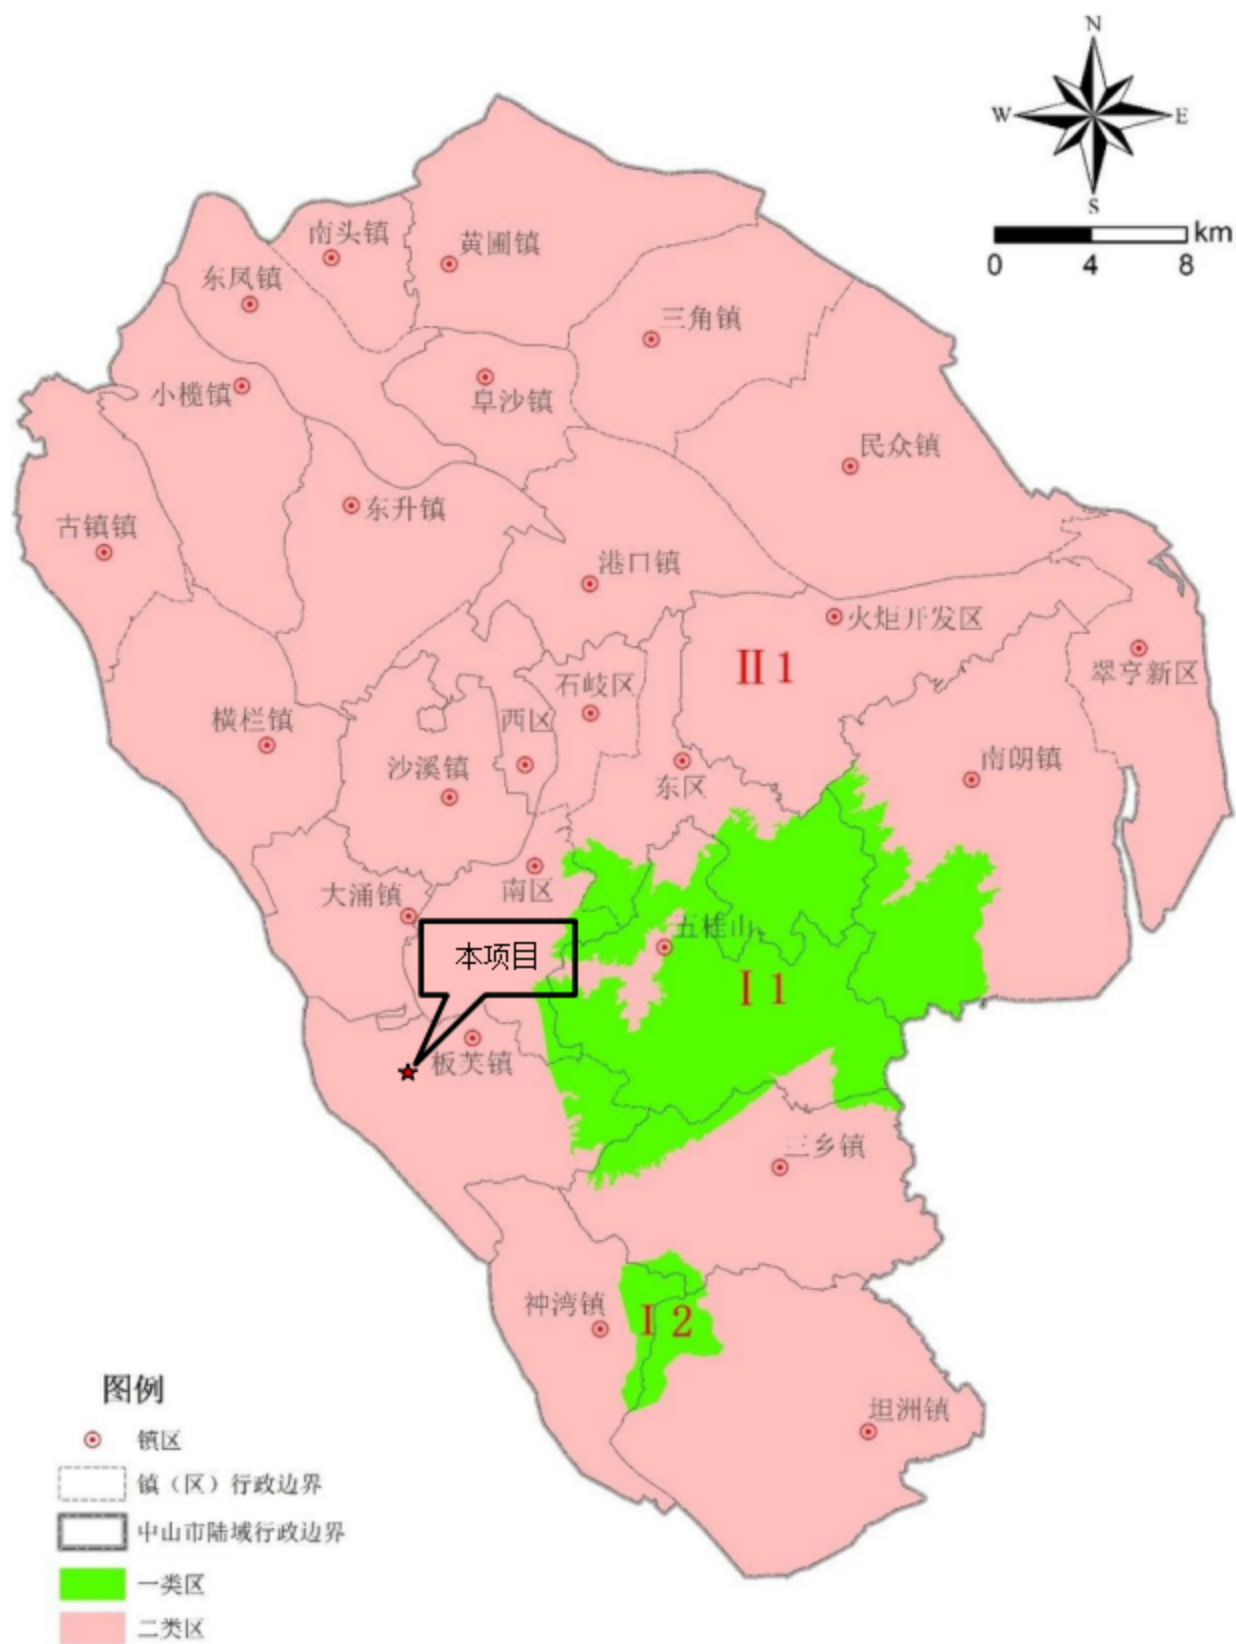 N
W
E
S
km
0
4
8
南头镇
黄圃镇
东凤镇
三角镇
小榄镇
阜沙镇
民众镇
东升镇
古镇镇
港口镇
火炬开发区
II 1
翠亨新区
石岐区
横栏镇
西区
南朗镇
沙溪镇
东区
大涌镇
南区
五桂山
本项目
I 1
板芙镇
三乡镇
神湾镇
I 2
坦洲镇
图例
镇区
镇（区）行政边界
中山市陆域行政边界
一类区
二类区